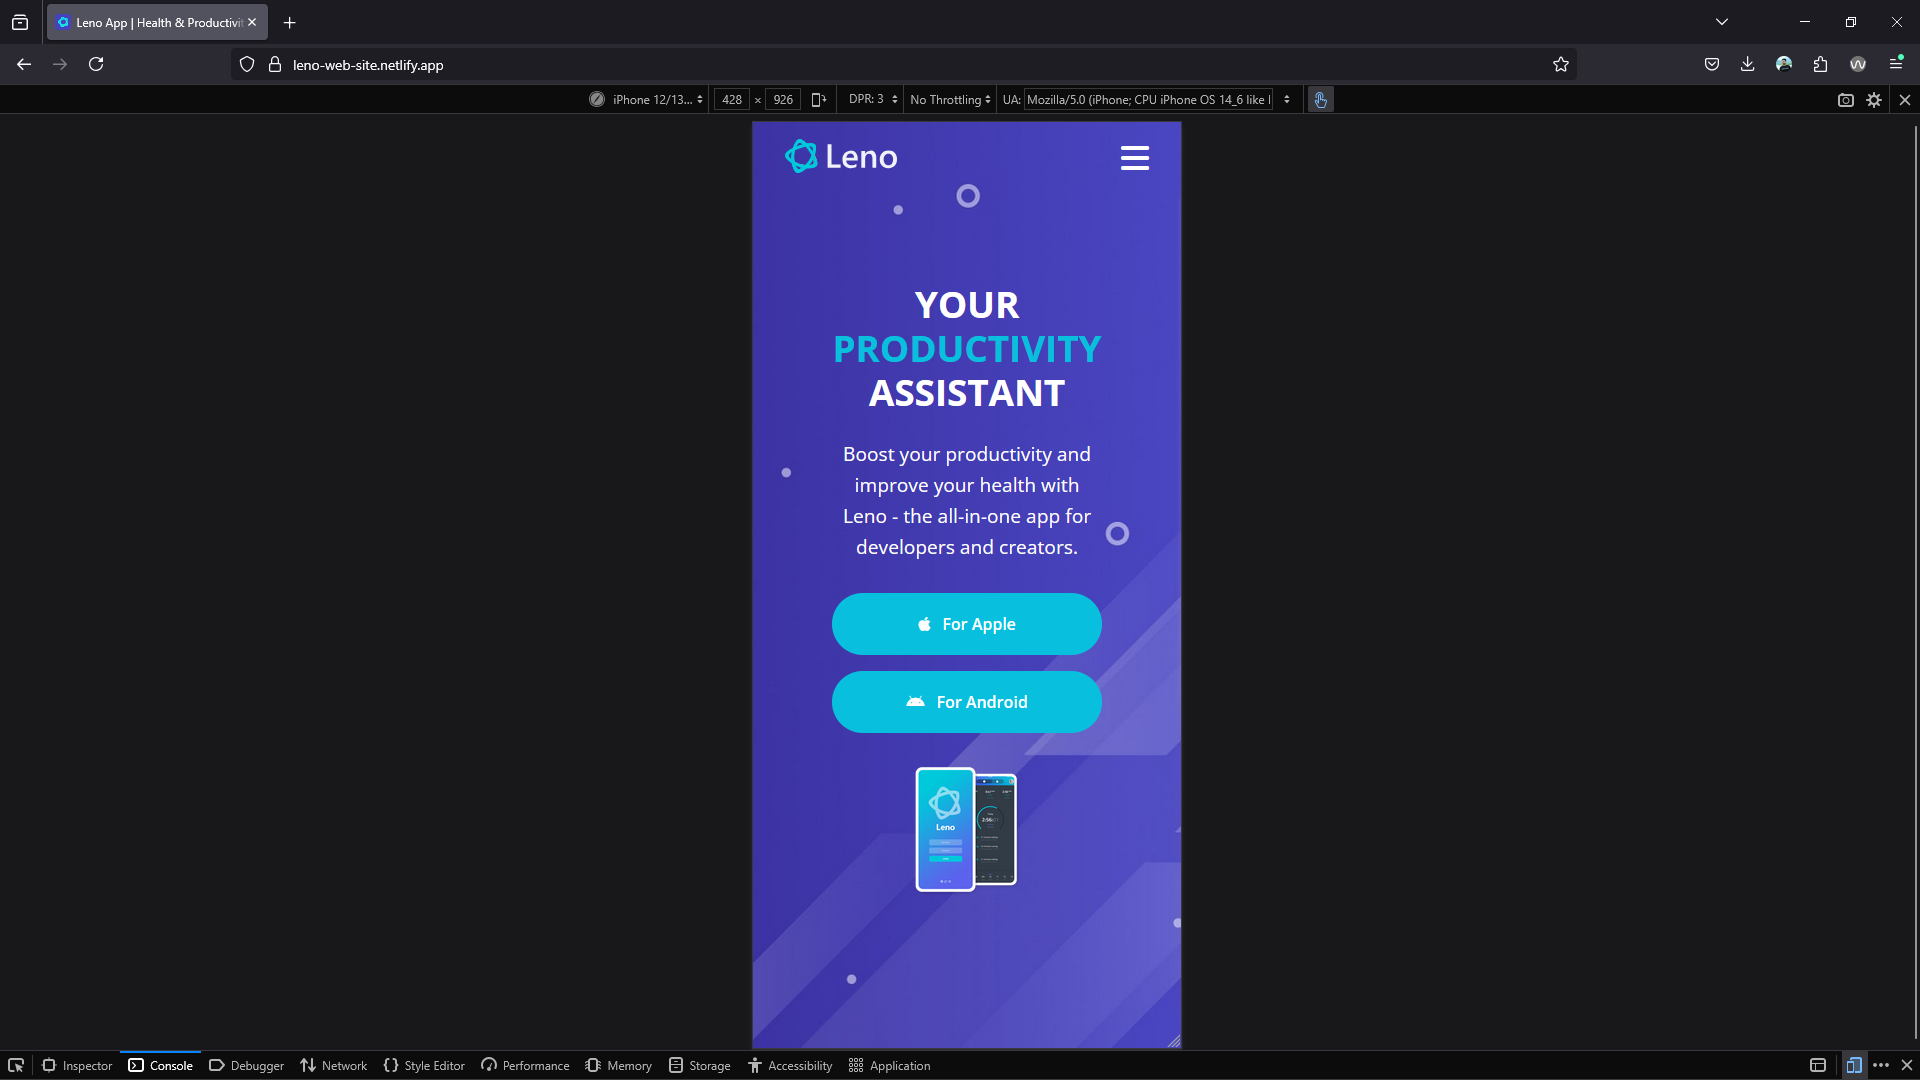 Leno App | Health & Productivit
leno-web-site.netlify.app
iPhone 12/13... 428 × 926 DPR: 3 No Throttling UA: Mozilla/5.0 (iPhone; CPU iPhone OS 14_6 like
Leno
YOUR
PRODUCTIVITY
ASSISTANT
Boost your productivity and
improve your health with
Leno - the all-in-one app for
developers and creators.
For Apple
For Android
Leno
Inspector Console Debugger Network Style Editor Performance Memory Storage Accessibility Application